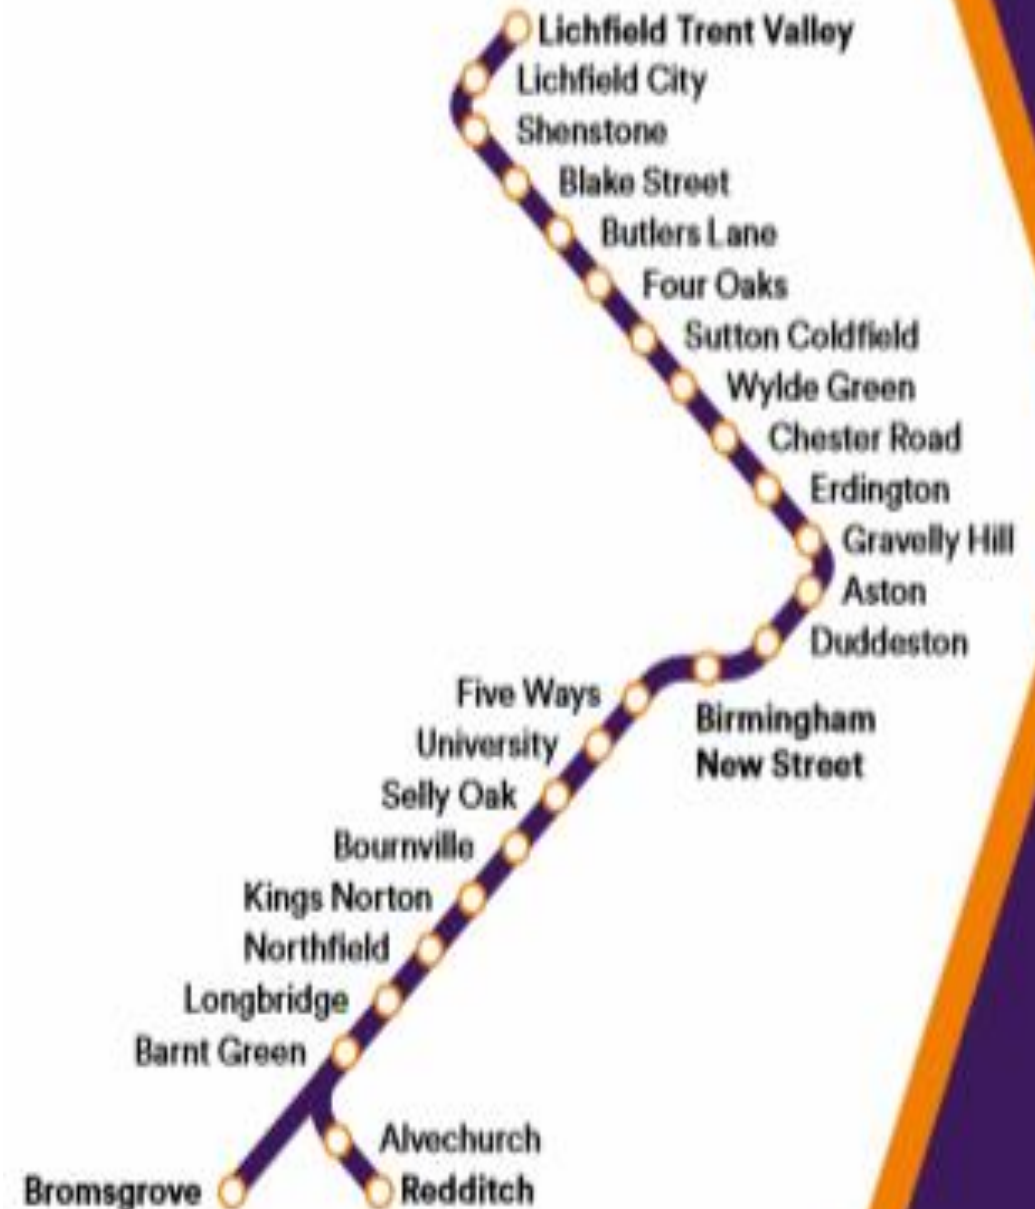 Lichfield Trent Valley
Lichfield City
Shenstone
Blake Street
Butlers Lane
Four Oaks
Sutton Coldfield
Wylde Green
Chester Road
Erdington
Gravelly Hill
Aston
Duddeston
Birmingham
New Street
Five Ways
University
Selly Oak
Bournville
Kings Norton
Northfield
Longbridge
Barnt Green
Alvechurch
Redditch
Bromsgrove